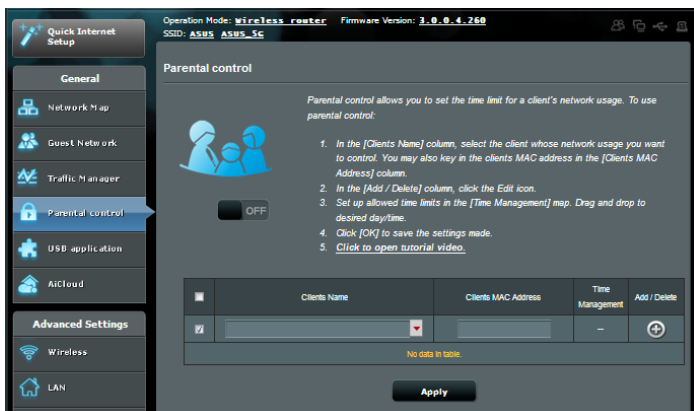 Quick Internet
Setup
Operation Mode: Wireless router Firmware Version: 3.0.0.4.260
SSID: ASUS ASUS_5G
General
Network Map
Guest Network
Traffic Manager
Parental control
USB application
AiCloud
Advanced Settings
Wireless
LAN
Parental control
Parental control allows you to set the time limit for a client's network usage. To use
parental control:
1. In the [Clients Name] column, select the client whose network usage you want
to control. You may also key in the clients MAC address in the [Clients MAC
Address] column.
2. In the [Add / Delete] column, click the Edit icon.
3. Set up allowed time limits in the [Time Management] map. Drag and drop to
desired day/time.
4. Click [OK] to save the settings made.
5. Click to open tutorial video.
OFF
Clients Name
Clients MAC Address
Time
Management
Add / Delete
–
No data in table.
Apply